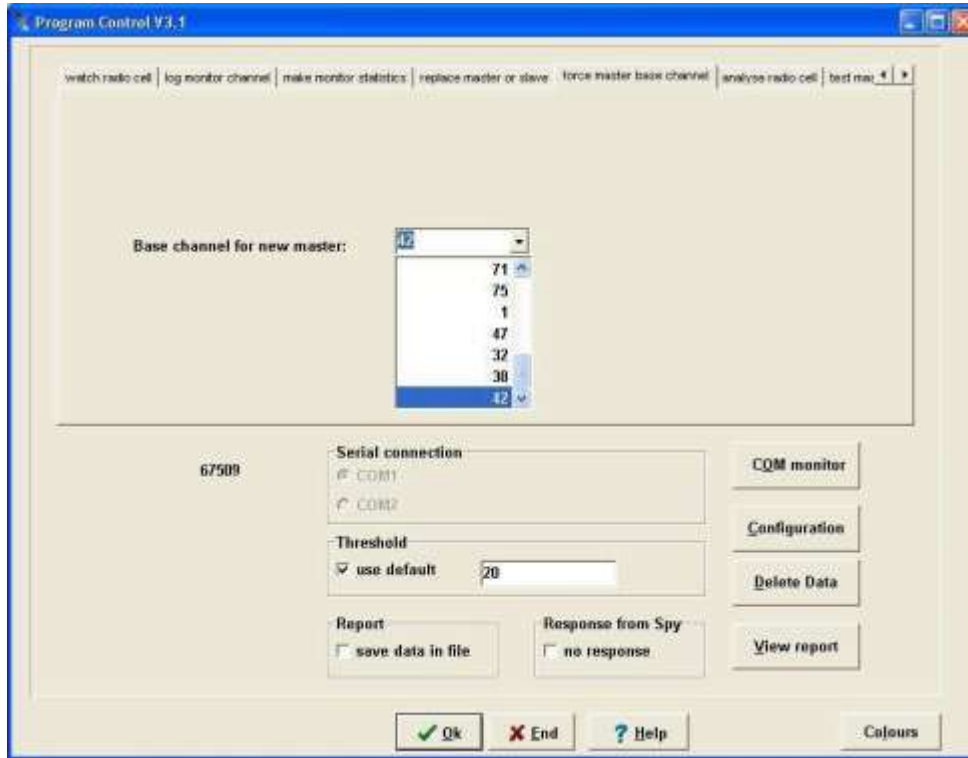 Program Control V3.1
watch radio cell log monitor channel make monitor statistics replace master or slave force master base channel analyse radio cell test mas
Base channel for new master: 42
71
75
1
47
32
38
42
67509
Serial connection
COM1
COM2
Threshold
use default 20
Report
save data in file
Response from Spy
no response
COM monitor
Configuration
Delete Data
View report
Ok End Help Colours